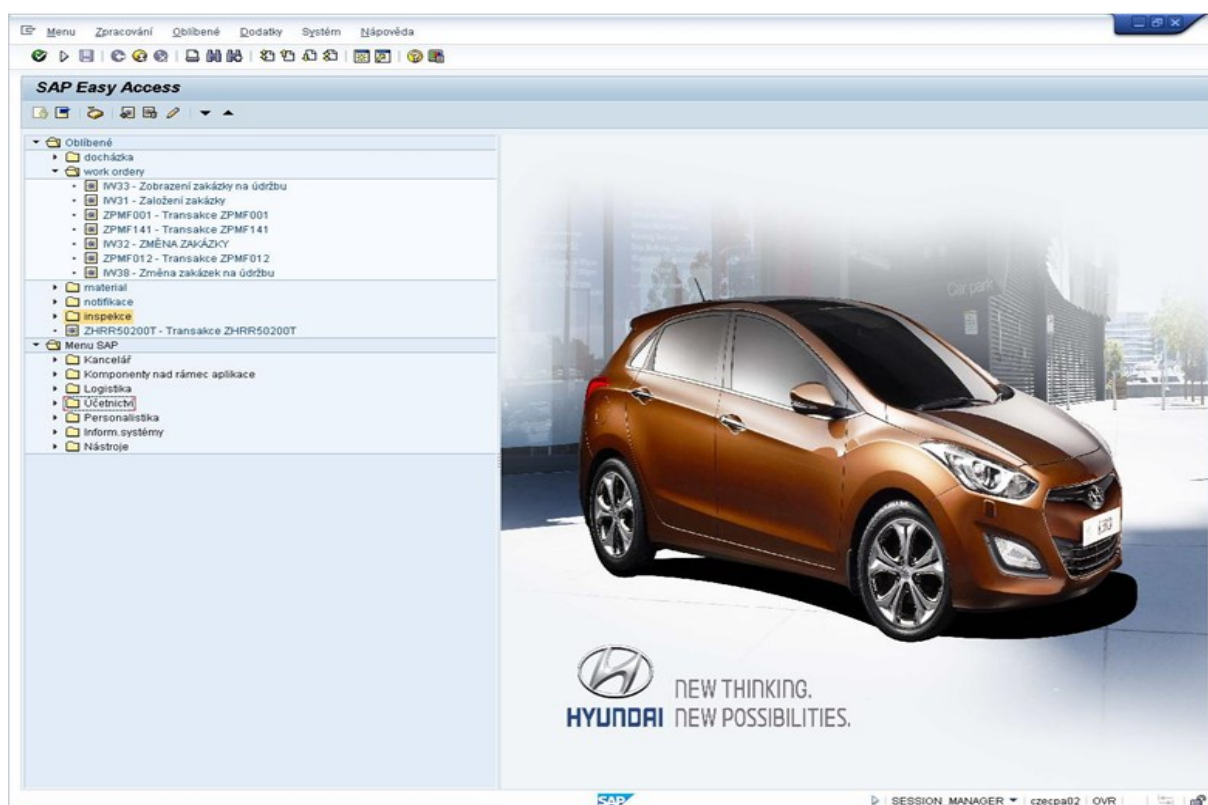 Menu Zpracování Oblíbené Dodatky Systém Nápověda
SAP Easy Access
Oblíbené
docházka
work ordery
IW33 - Zobrazení zakázky na údržbu
IW31 - Založení zakázky
ZPMF001 - Transakce ZPMF001
ZPMF141 - Transakce ZPMF141
IW32 - ZMĚNA ZAKÁZKY
ZPMF012 - Transakce ZPMF012
IW38 - Změna zakázek na údržbu
material
notifikace
inspekce
ZHRR50200T - Transakce ZHRR50200T
Menu SAP
Kancelář
Komponenty nad rámec aplikace
Logistika
Účetnictví
Personalistika
Inform.systémy
Nástroje
Car park
i30
NEW THINKING.
HYUNDAI NEW POSSIBILITIES.
SAP SESSION_MANAGER czecpa02 OVR